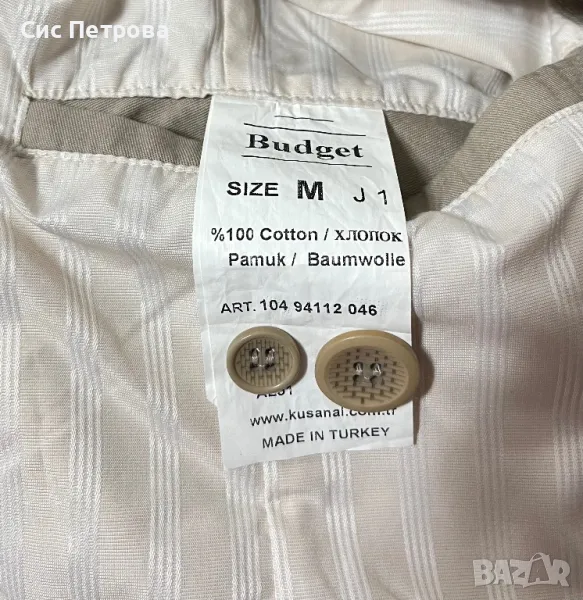 Сис Петрова
Budget
SIZE M J 1
%100 Cotton / ХЛОПОК
Pamuk / Baumwolle
ART. 104 94112 046
www.kusanal.com.tr
MADE IN TURKEY
BAZAR